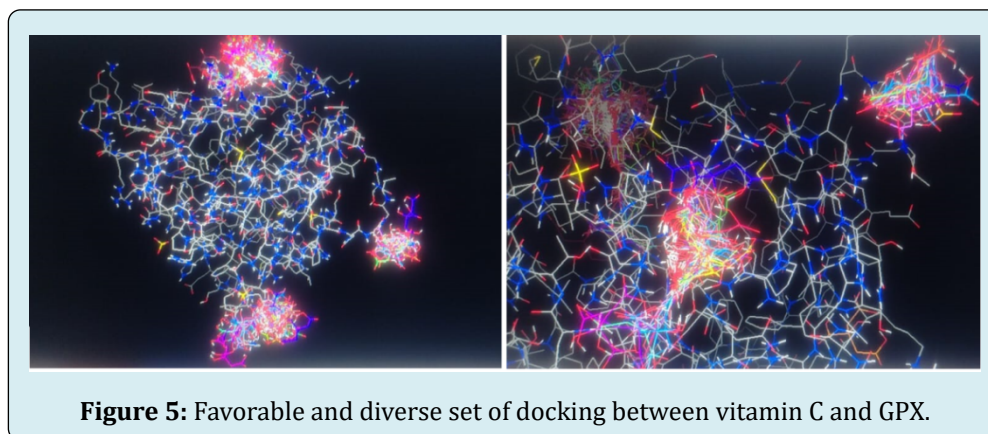 Figure 5: Favorable and diverse set of docking between vitamin C and GPX.